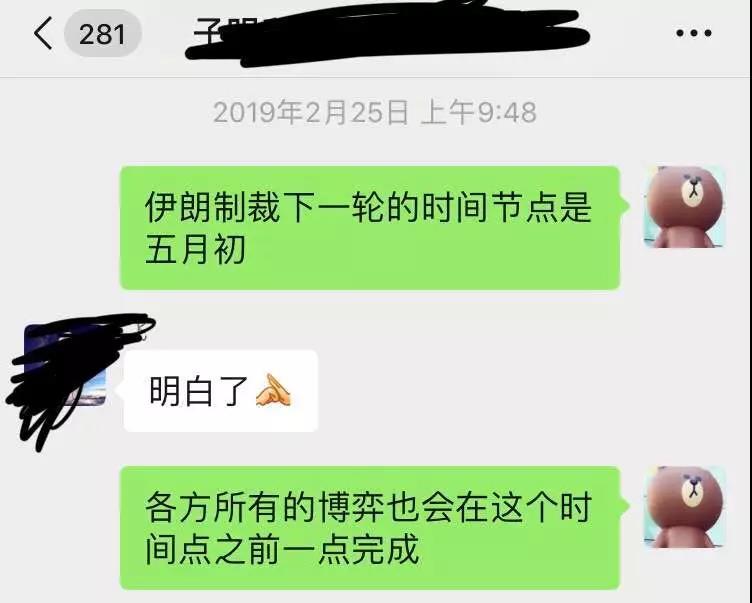 281
2019年2月25日 上午9:48
伊朗制裁下一轮的时间节点是
五月初
明白了
各方所有的博弈也会在这个时
间点之前一点完成